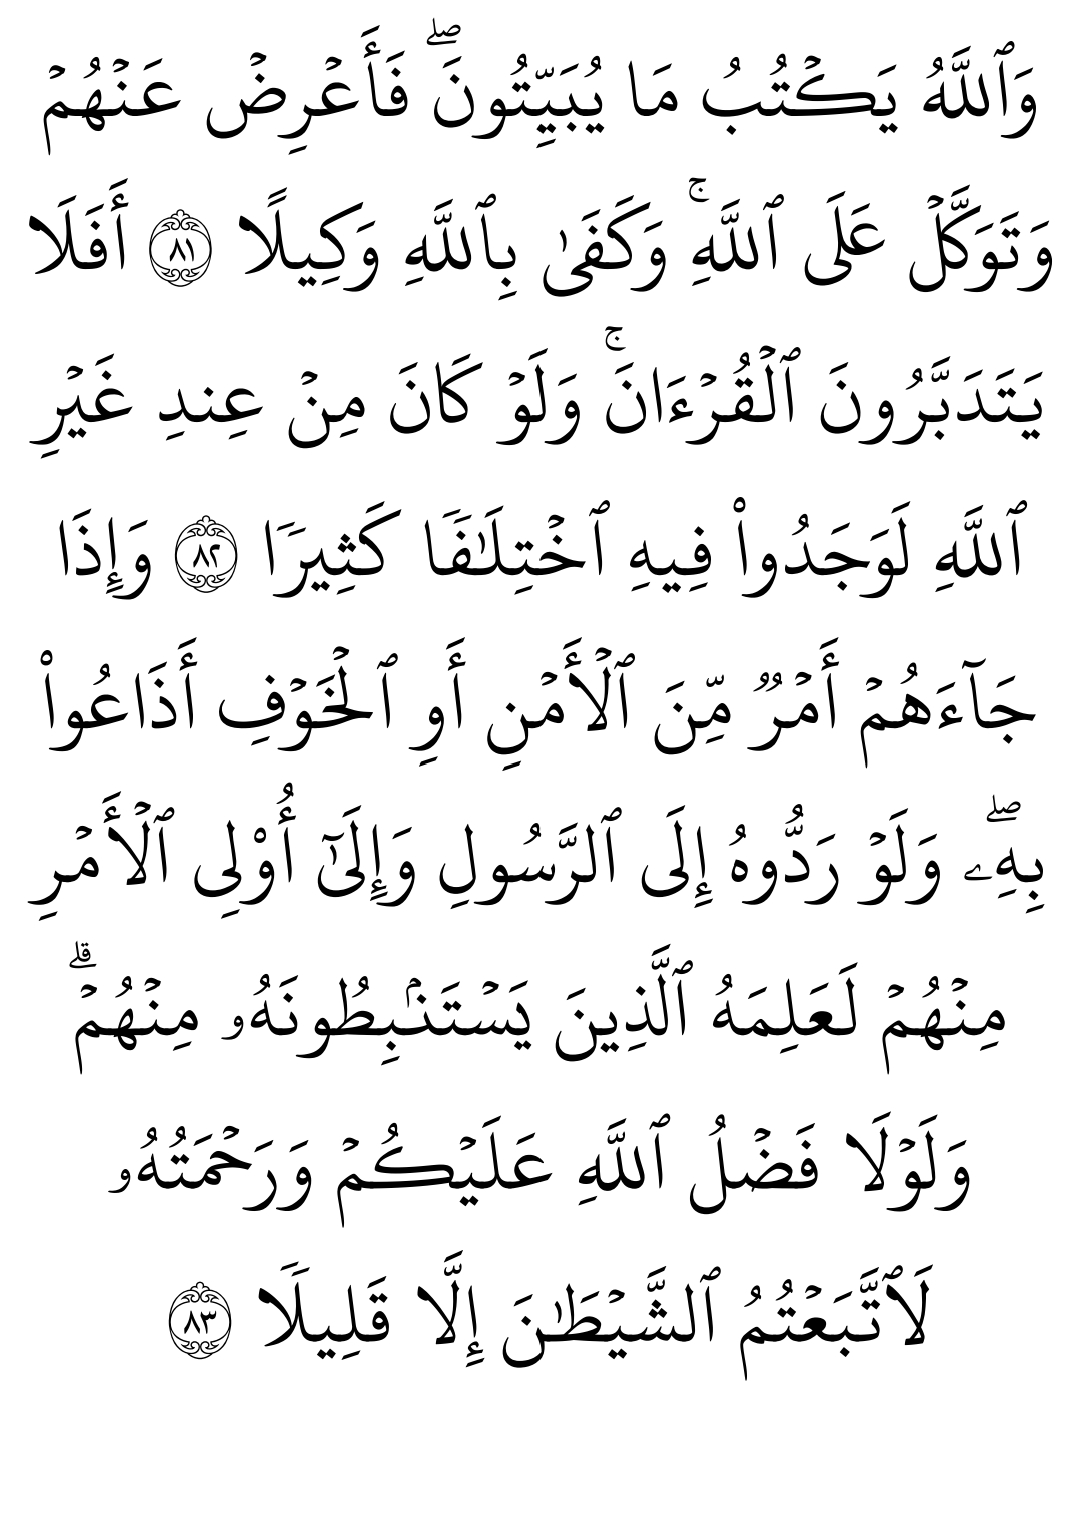 وَٱللَّهُ يَكۡتُبُ مَا يُبَيِّتُونَۖ فَأَعۡرِضۡ عَنۡهُمۡ
وَتَوَكَّلۡ عَلَى ٱللَّهِۚ وَكَفَىٰ بِٱللَّهِ وَكِيلًا ٨١ أَفَلَا
يَتَدَبَّرُونَ ٱلۡقُرۡءَانَۚ وَلَوۡ كَانَ مِنۡ عِندِ غَيۡرِ
ٱللَّهِ لَوَجَدُواْ فِيهِ ٱخۡتِلَٰفٗا كَثِيرٗا ٨٢ وَإِذَا
جَآءَهُمۡ أَمۡرٞ مِّنَ ٱلۡأَمۡنِ أَوِ ٱلۡخَوۡفِ أَذَاعُواْ
بِهِۦۖ وَلَوۡ رَدُّوهُ إِلَى ٱلرَّسُولِ وَإِلَىٰٓ أُوْلِي ٱلۡأَمۡرِ
مِنۡهُمۡ لَعَلِمَهُ ٱلَّذِينَ يَسۡتَنۢبِطُونَهُۥ مِنۡهُمۡۗ
وَلَوۡلَا فَضۡلُ ٱللَّهِ عَلَيۡكُمۡ وَرَحۡمَتُهُۥ
لَٱتَّبَعۡتُمُ ٱلشَّيۡطَٰنَ إِلَّا قَلِيلٗا ٨٣